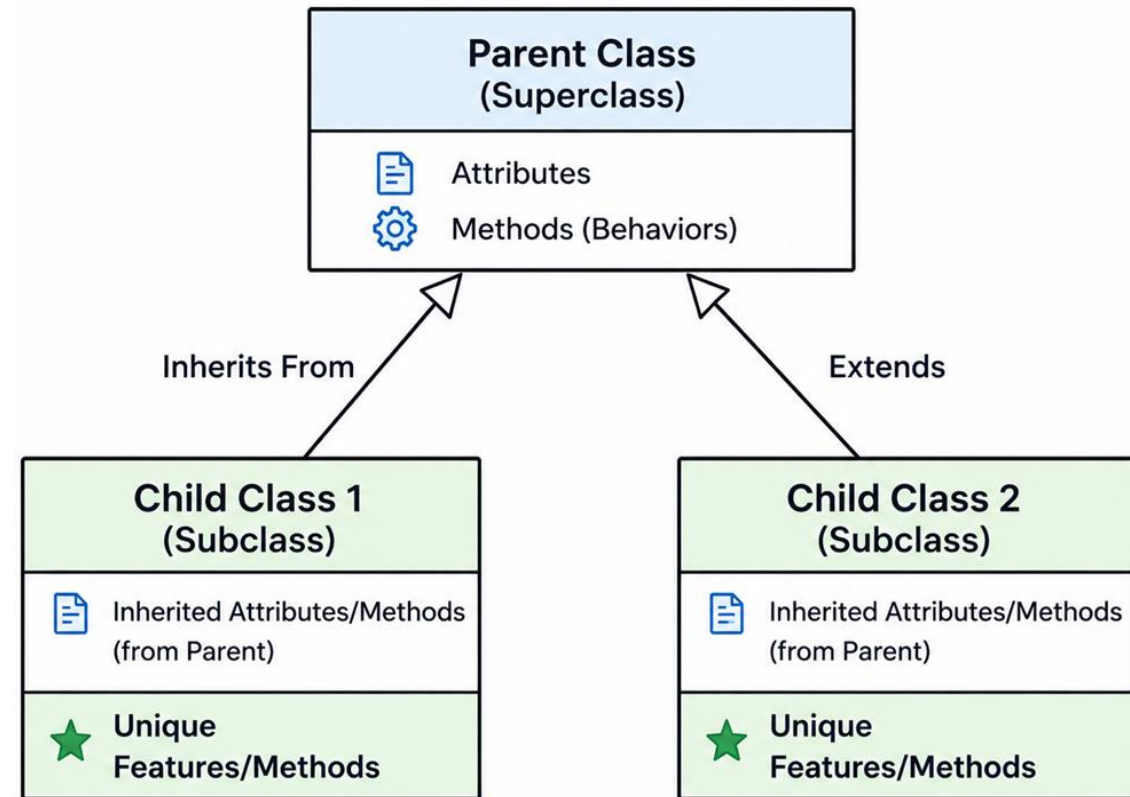 Parent Class
(Superclass)
Attributes
Methods (Behaviors)
Inherits From
Extends
Child Class 1
(Subclass)
Inherited Attributes/Methods
(from Parent)
Unique
Features/Methods
Child Class 2
(Subclass)
Inherited Attributes/Methods
(from Parent)
Unique
Features/Methods